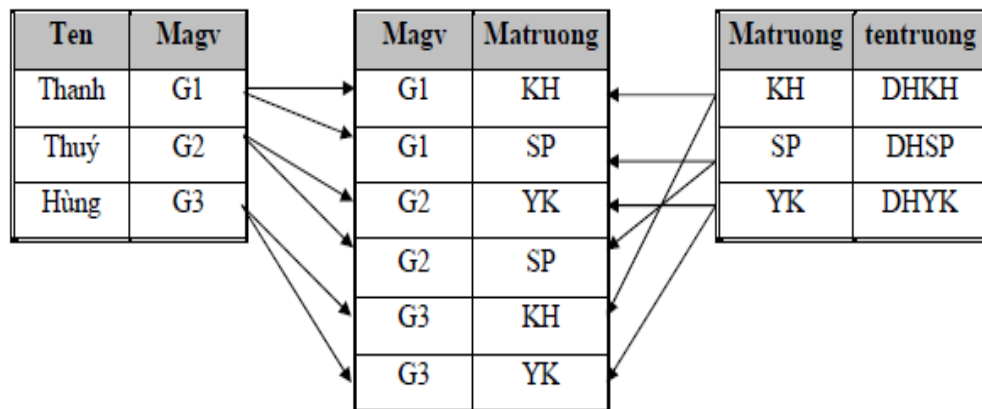 Ten Magv
Thanh G1
Thuý G2
Hùng G3
Magv Matruong
G1 KH
G1 SP
G2 YK
G2 SP
G3 KH
G3 YK
Matruong tentruong
KH DHKH
SP DHSP
YK DHYK